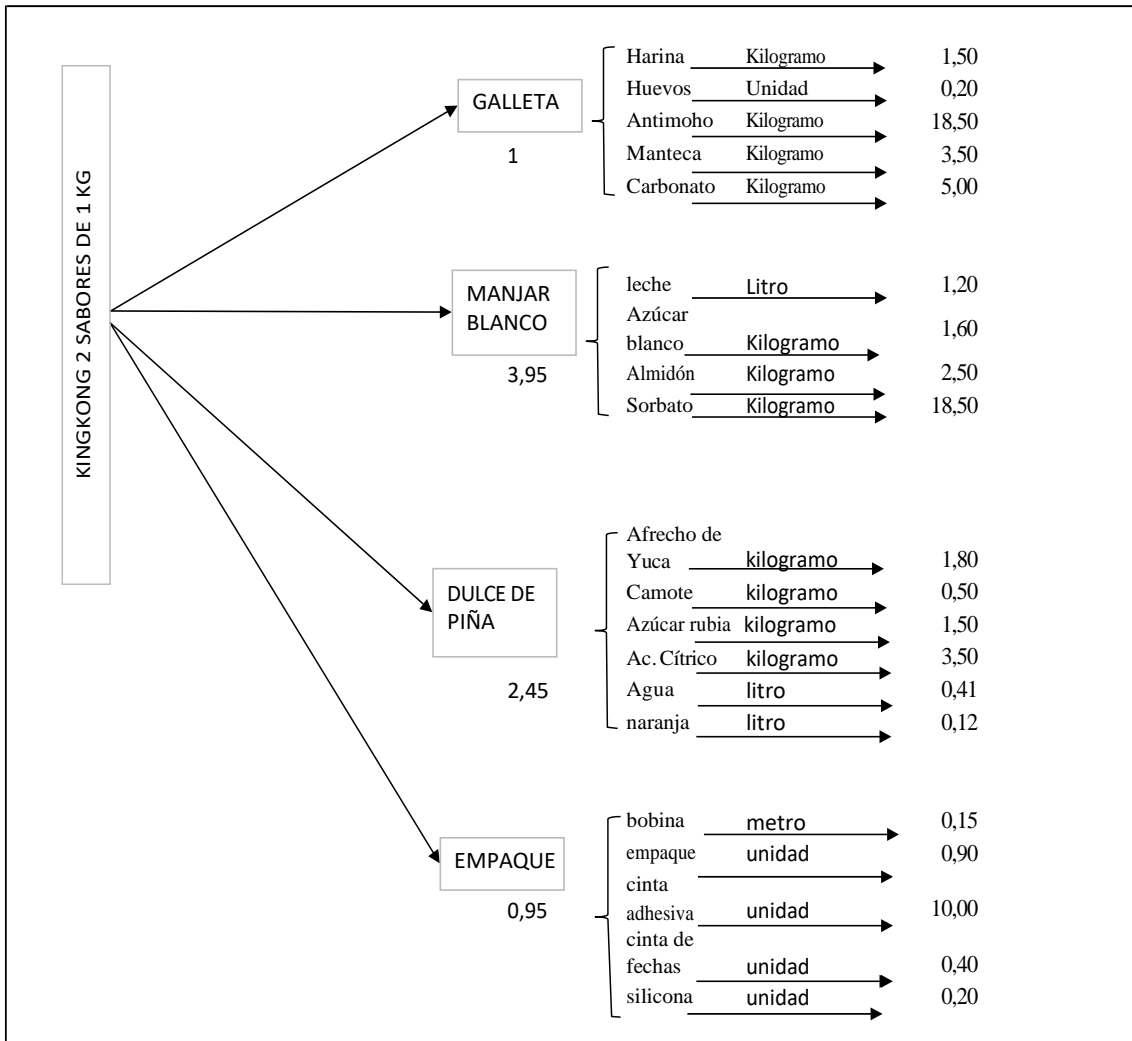 KINGKONG 2 SABORES DE 1 KG
GALLETA
1
Harina Kilogramo 1,50
Huevos Unidad 0,20
Antimoho Kilogramo 18,50
Manteca Kilogramo 3,50
Carbonato Kilogramo 5,00
MANJAR
BLANCO
3,95
leche Litro 1,20
Azúcar
blanco Kilogramo 1,60
Almidón Kilogramo 2,50
Sorbato Kilogramo 18,50
DULCE DE
PIÑA
2,45
Afrecho de
Yuca kilogramo 1,80
Camote kilogramo 0,50
Azúcar rubia kilogramo 1,50
Ac. Cítrico kilogramo 3,50
Agua litro 0,41
naranja litro 0,12
EMPAQUE
0,95
bobina metro 0,15
empaque unidad 0,90
cinta
adhesiva unidad 10,00
cinta de
fechas unidad 0,40
silicona unidad 0,20